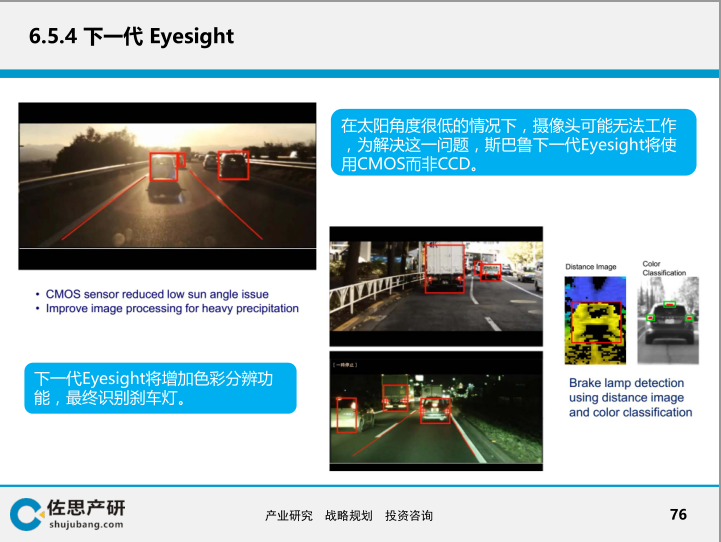 6.5.4 下一代 Eyesight
在太阳角度很低的情况下，摄像头可能无法工作
，为解决这一问题，斯巴鲁下一代Eyesight将使
用CMOS而非CCD。
• CMOS sensor reduced low sun angle issue
• Improve image processing for heavy precipitation
Distance Image
Color
Classification
[一時停止]
下一代Eyesight将增加色彩分辨功
能，最终识别刹车灯。
Brake lamp detection
using distance image
and color classification
佐思产研
shujubang.com
产业研究 战略规划 投资咨询
76